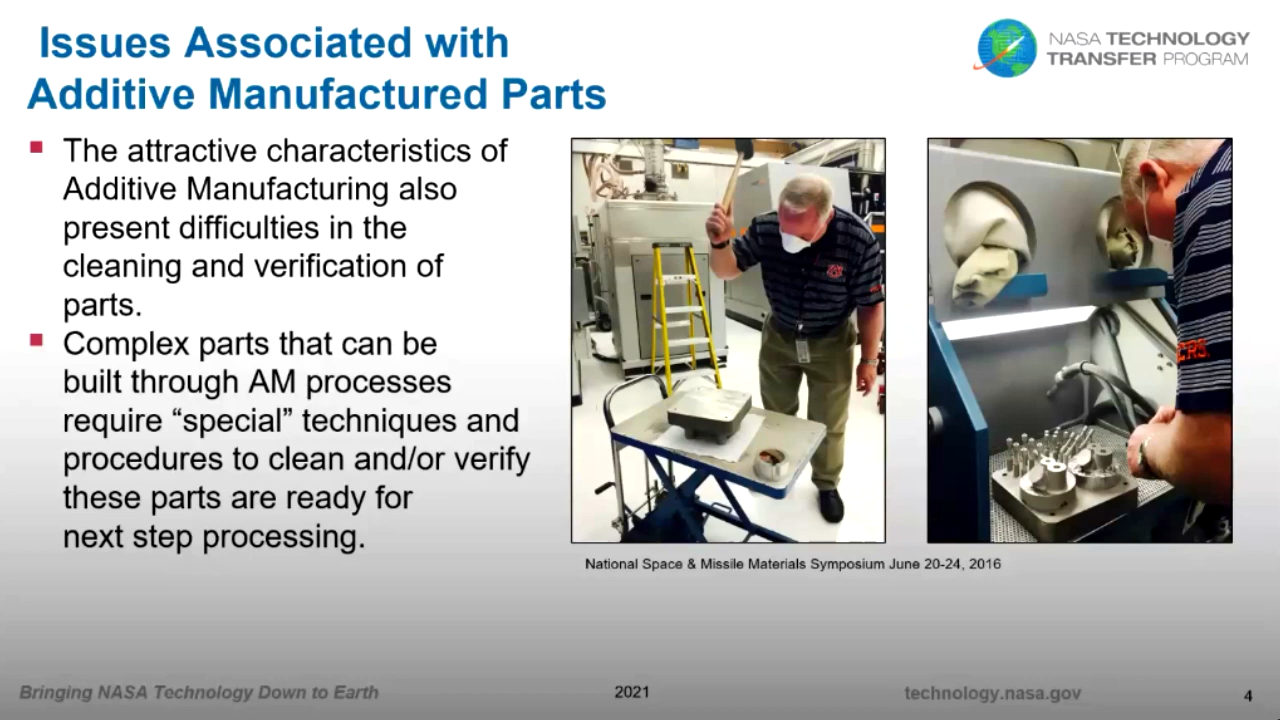 Issues Associated with
Additive Manufactured Parts
NASA TECHNOLOGY
TRANSFER PROGRAM
▪ The attractive characteristics of
Additive Manufacturing also
present difficulties in the
cleaning and verification of
parts.
▪ Complex parts that can be
built through AM processes
require “special” techniques and
procedures to clean and/or verify
these parts are ready for
next step processing.
National Space & Missile Materials Symposium June 20-24, 2016
Bringing NASA Technology Down to Earth
2021
technology.nasa.gov
4